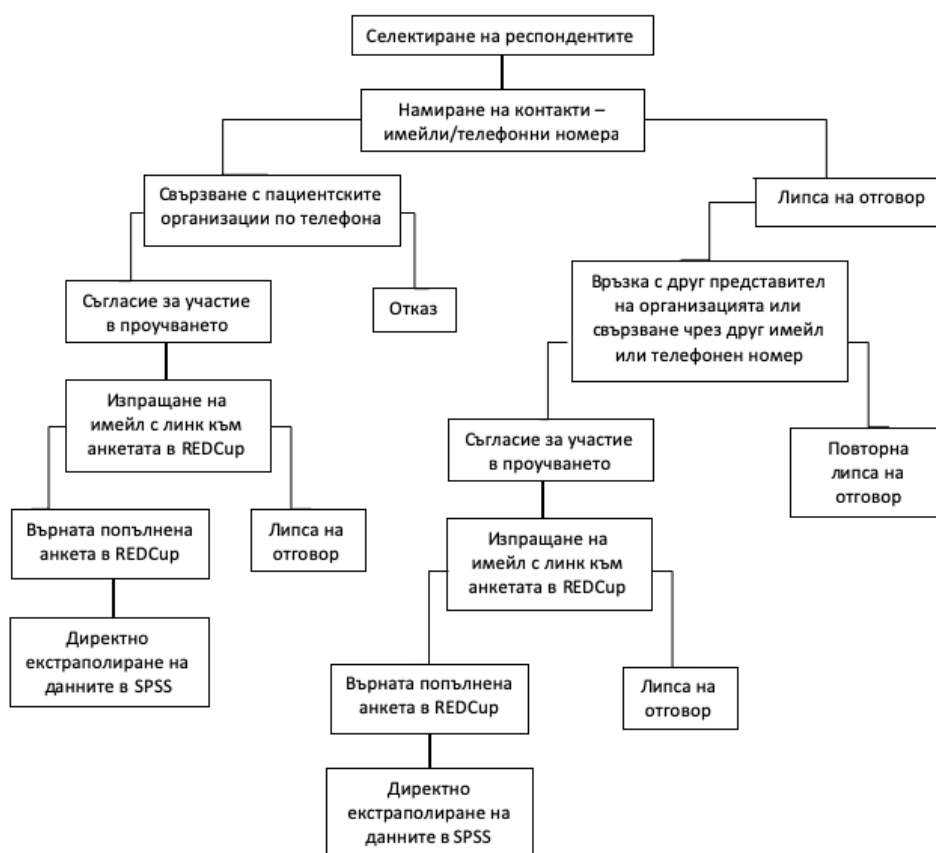 Селектиране на респондентите
Намиране на контакти –
имейли/телефонни номера
Свързване с пациентските
организации по телефона
Липса на отговор
Съгласие за участие
в проучването
Отказ
Връзка с друг представител
на организацията или
свързване чрез друг имейл
или телефонен номер
Изпращане на
имейл с линк към
анкетата в REDCup
Съгласие за участие
в проучването
Повторна
липса на
отговор
Върната попълнена
анкета в REDCup
Липса на
отговор
Изпращане на
имейл с линк към
анкетата в REDCup
Директно
екстраполиране на
данните в SPSS
Върната попълнена
анкета в REDCup
Липса на
отговор
Директно
екстраполиране на
данните в SPSS